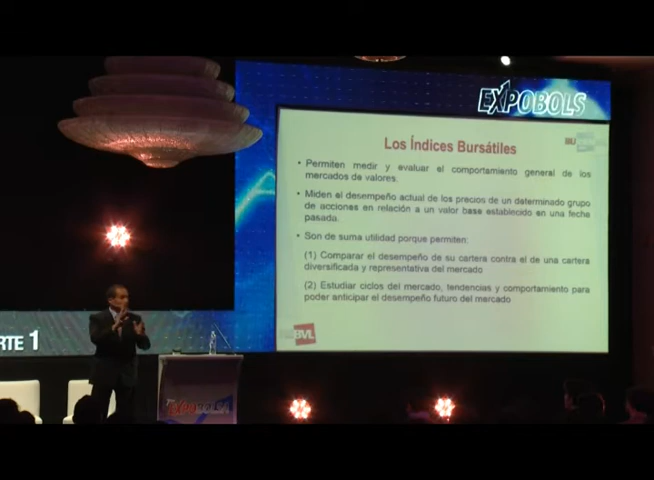 EXPOBOLS
Los Índices Bursátiles
• Permiten medir y evaluar el comportamiento general de los
mercados de valores.
• Miden el desempeño actual de los precios de un determinado grupo
de acciones en relación a un valor base establecido en una fecha
pasada.
• Son de suma utilidad porque permiten:
(1) Comparar el desempeño de su cartera contra el de una cartera
diversificada y representativa del mercado
(2) Estudiar ciclos del mercado, tendencias y comportamiento para
poder anticipar el desempeño futuro del mercado
BVL
RTE 1